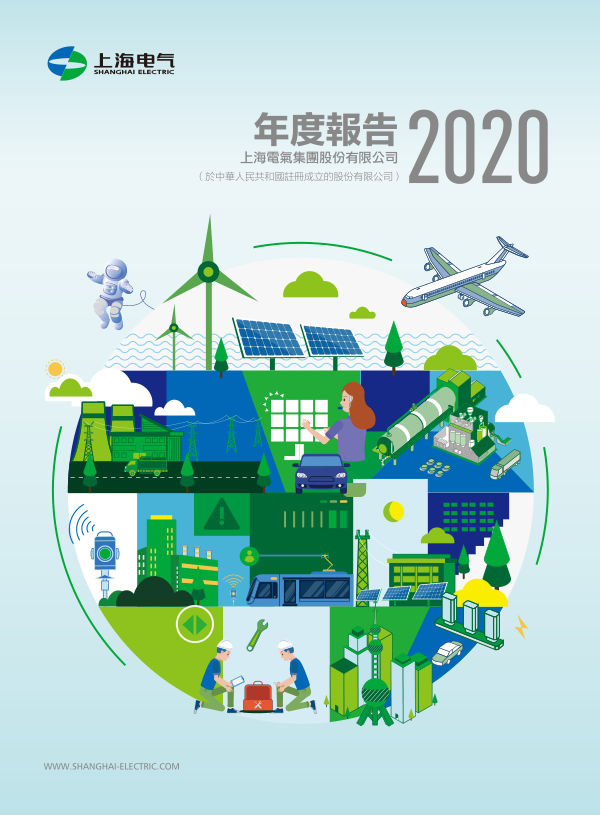 上海电气
SHANGHAI ELECTRIC
年度報告
2020
上海電氣集團股份有限公司
（於中華人民共和國註冊成立的股份有限公司）
WWW.SHANGHAI-ELECTRIC.COM